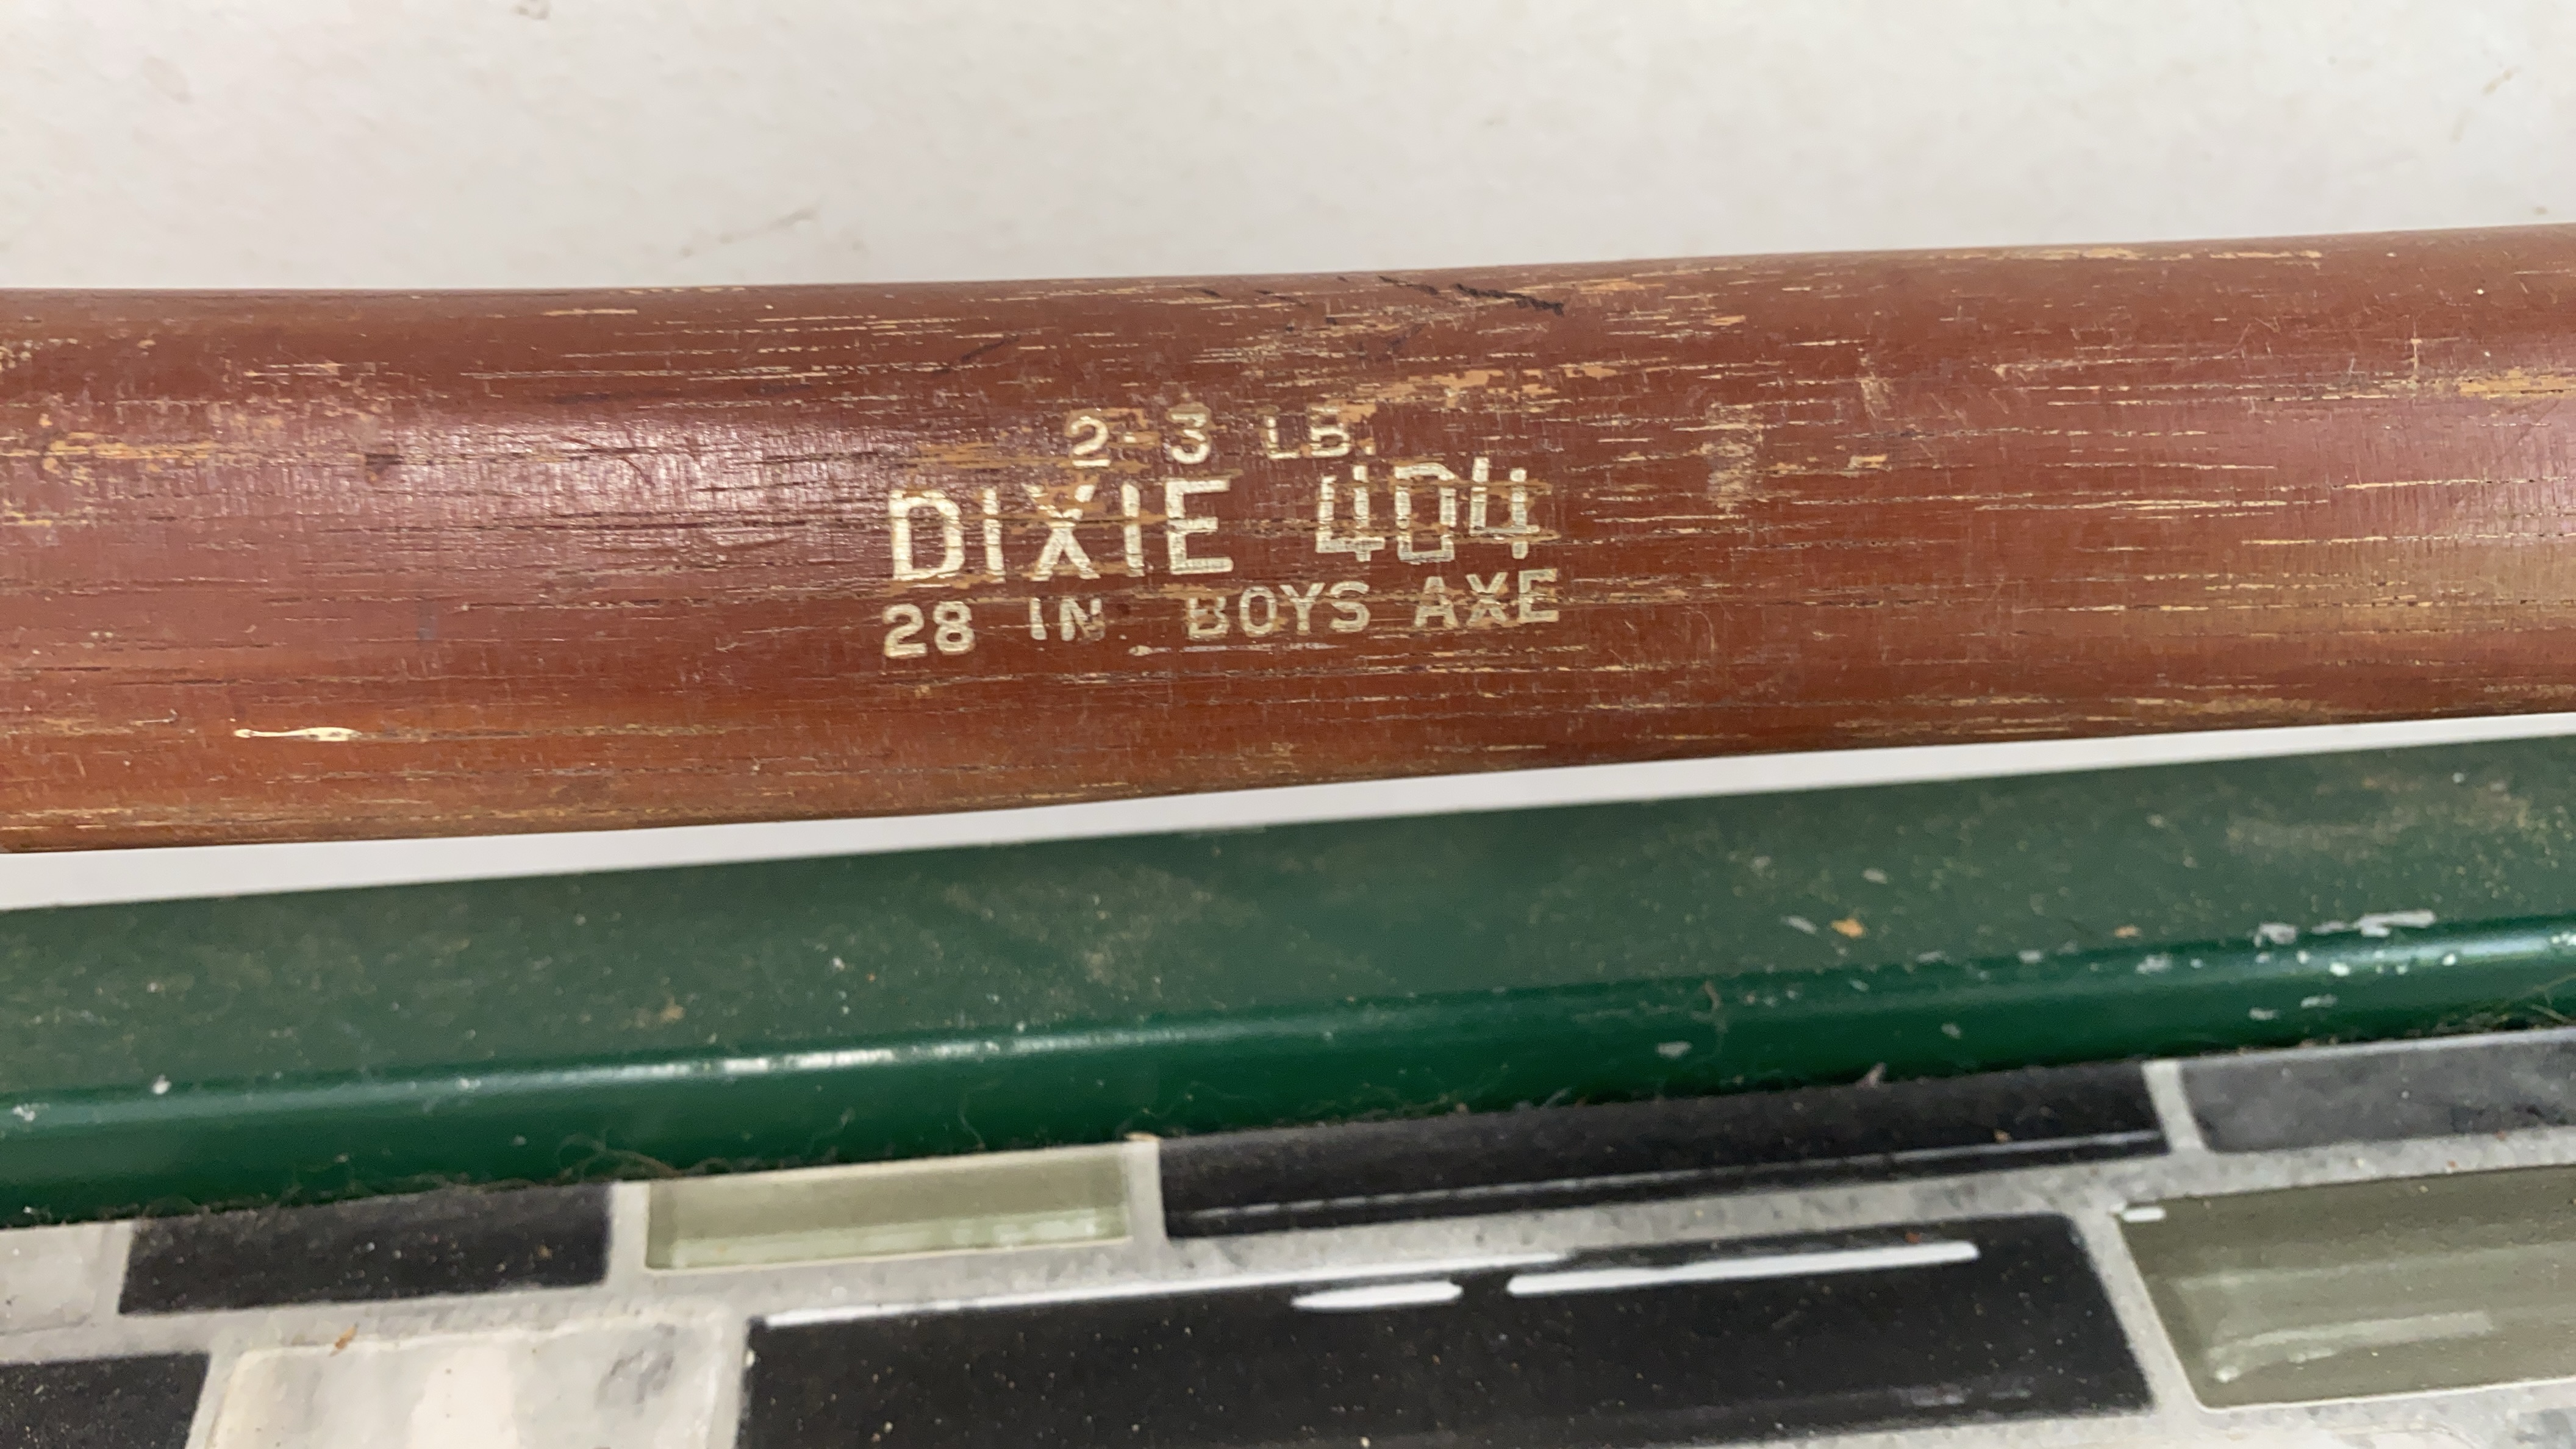 2-3 LB.
DIXIE 404
28 IN BOYS AXE